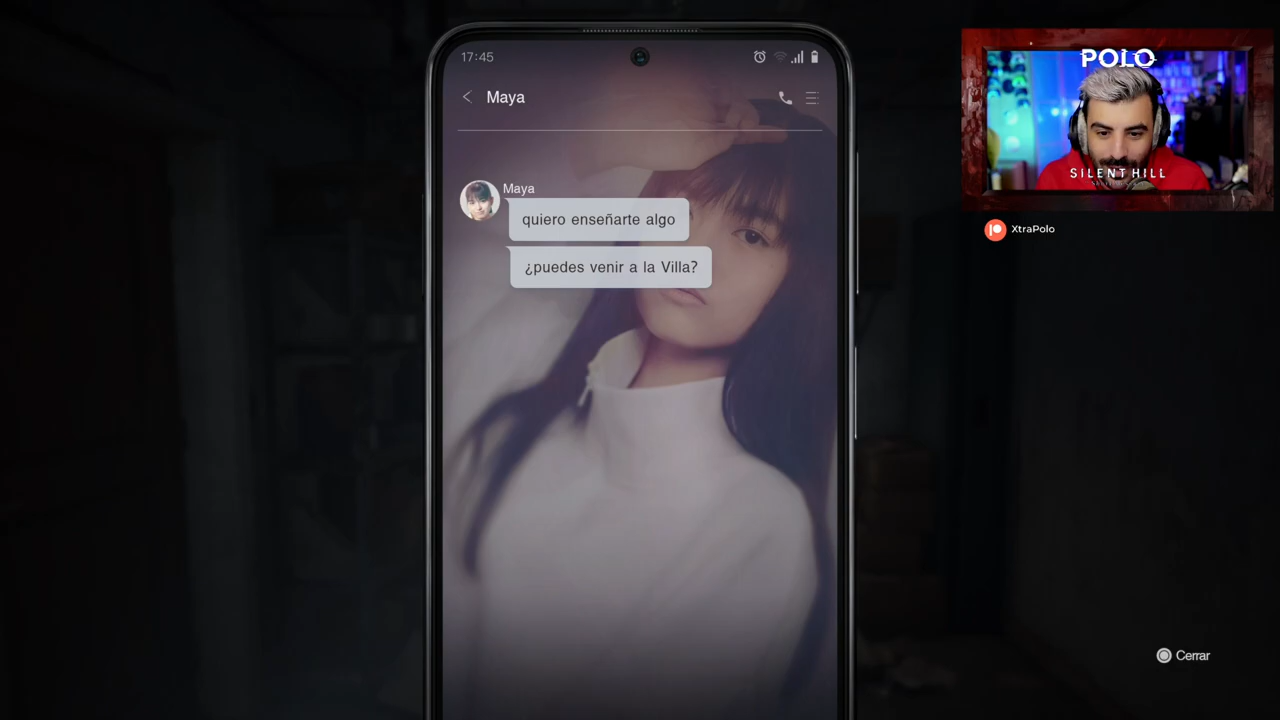 17:45
Maya
Maya
quiero enseñarte algo
¿puedes venir a la Villa?
POLO
SILENT HILL
XtraPolo
Cerrar